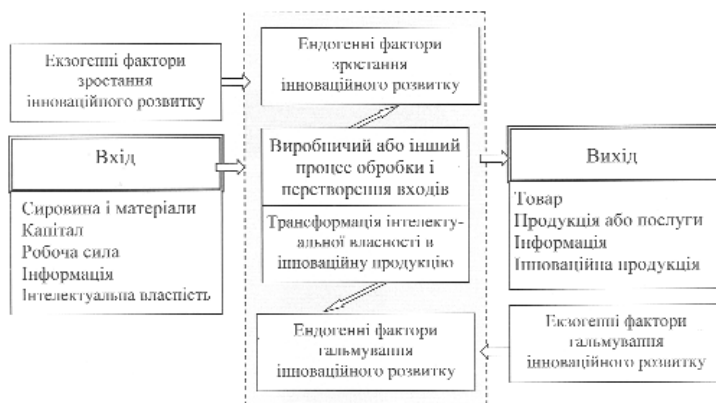 Екзогенні фактори
зростання
інноваційного розвитку
Ендогенні фактори
зростання
інноваційного розвитку
Вхід
Сировина і матеріали
Капітал
Робоча сила
Інформація
Інтелектуальна власність
Виробничий або інший
процес обробки і
перетворення входів
Трансформація інтелекту-
альної власності в
інноваційну продукцію
Вихід
Товар
Продукція або послуги
Інформація
Інноваційна продукція
Ендогенні фактори
гальмування
інноваційного розвитку
Екзогенні фактори
гальмування
інноваційного розвитку